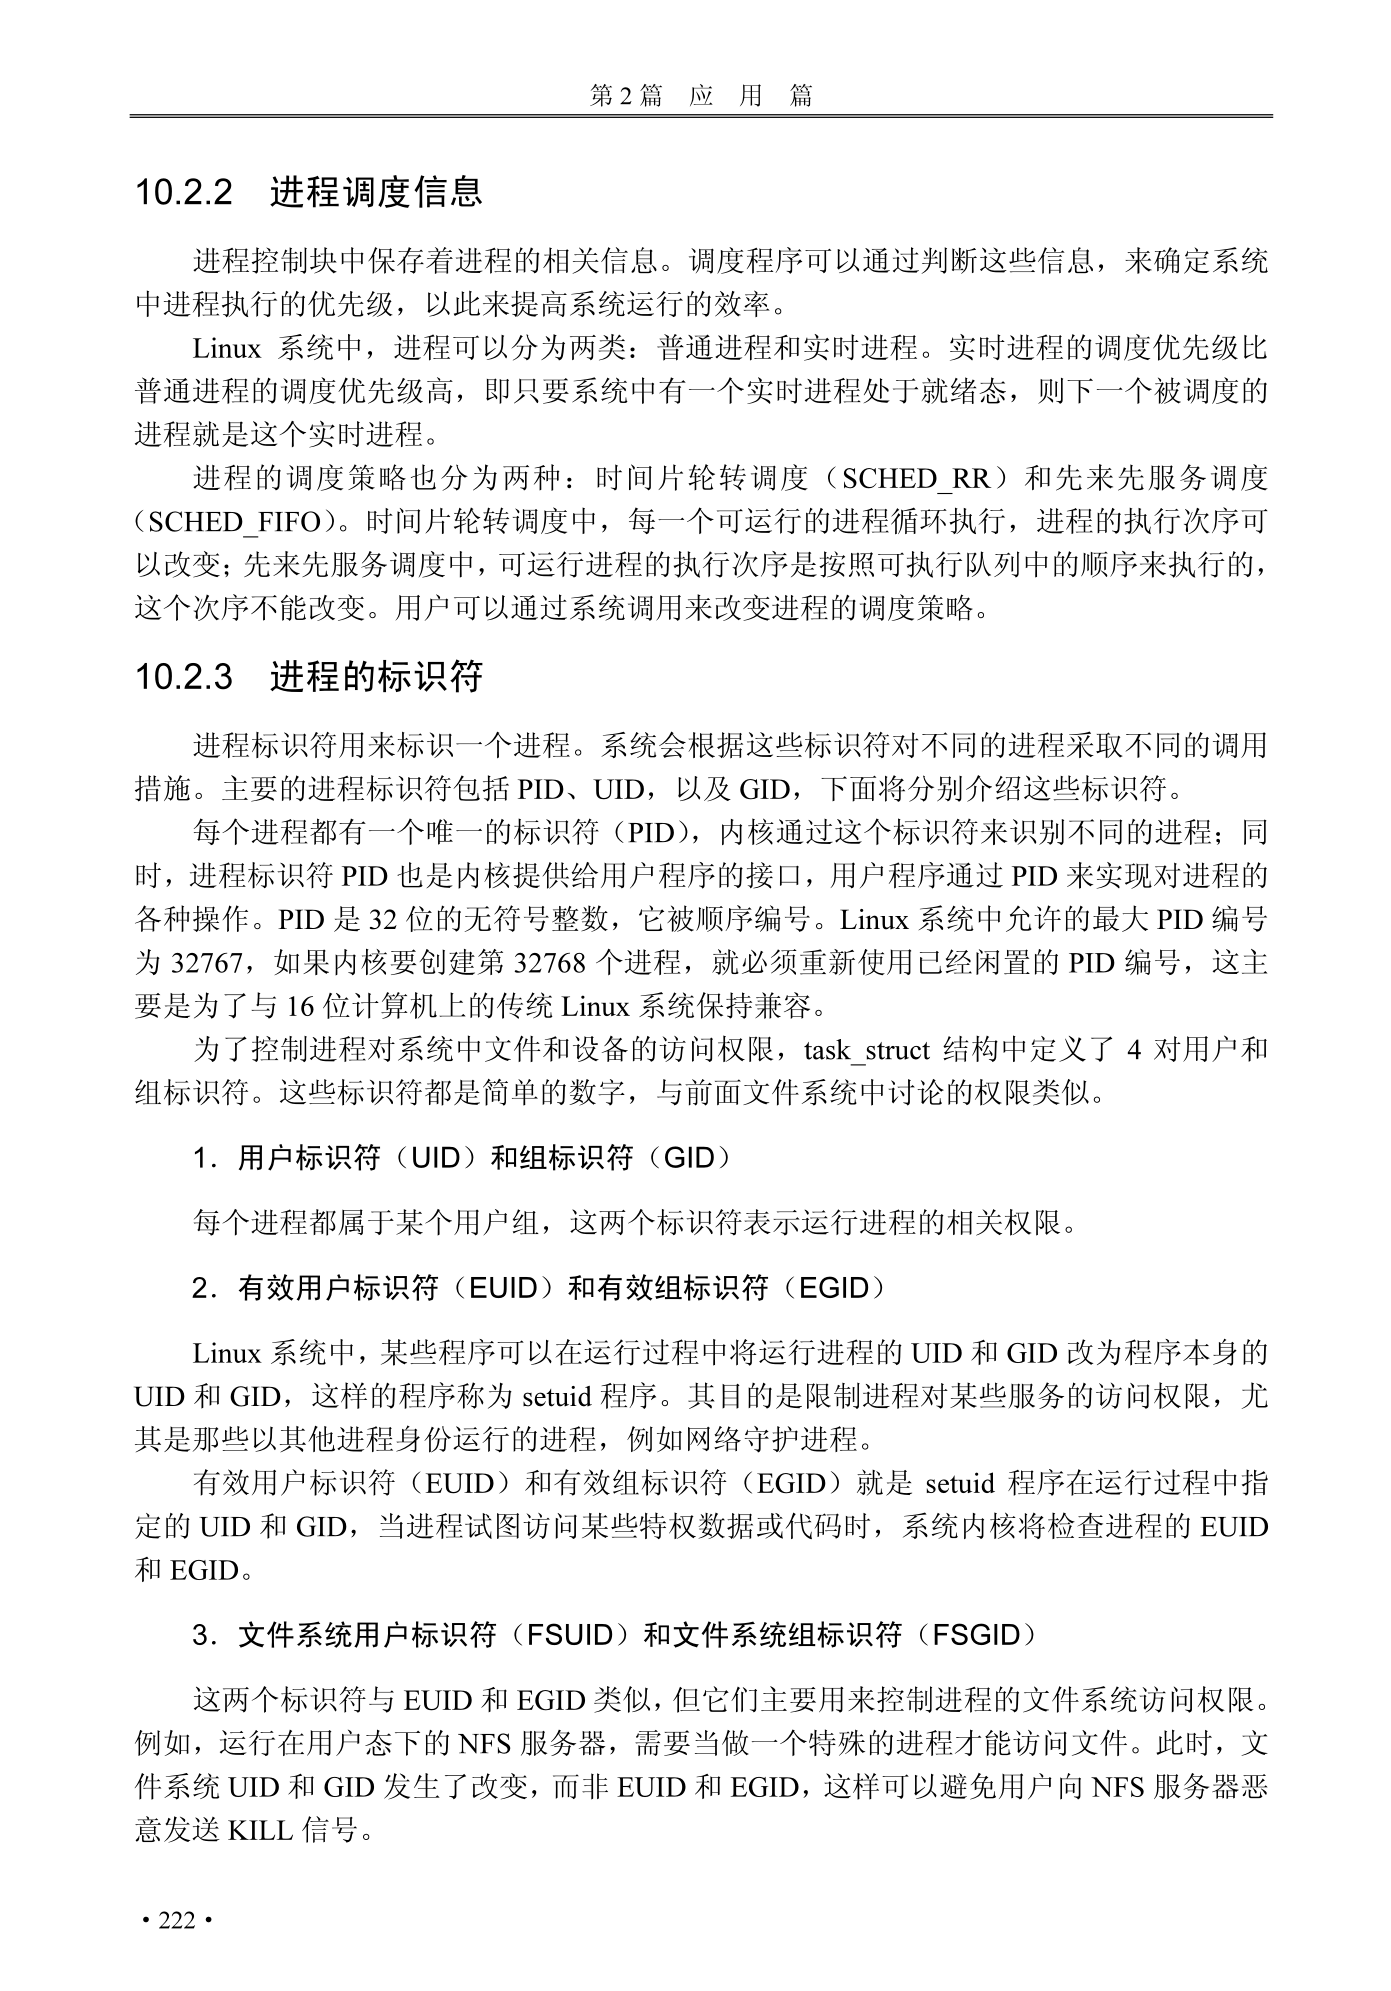 第 2 篇　应　用　篇
10.2.2　进程调度信息
进程控制块中保存着进程的相关信息。调度程序可以通过判断这些信息，来确定系统
中进程执行的优先级，以此来提高系统运行的效率。
Linux 系统中，进程可以分为两类：普通进程和实时进程。实时进程的调度优先级比
普通进程的调度优先级高，即只要系统中有一个实时进程处于就绪态，则下一个被调度的
进程就是这个实时进程。
进程的调度策略也分为两种：时间片轮转调度（SCHED_RR）和先来先服务调度
（SCHED_FIFO）。时间片轮转调度中，每一个可运行的进程循环执行，进程的执行次序可
以改变；先来先服务调度中，可运行进程的执行次序是按照可执行队列中的顺序来执行的，
这个次序不能改变。用户可以通过系统调用来改变进程的调度策略。
10.2.3　进程的标识符
进程标识符用来标识一个进程。系统会根据这些标识符对不同的进程采取不同的调用
措施。主要的进程标识符包括 PID、UID，以及 GID，下面将分别介绍这些标识符。
每个进程都有一个唯一的标识符（PID），内核通过这个标识符来识别不同的进程；同
时，进程标识符 PID 也是内核提供给用户程序的接口，用户程序通过 PID 来实现对进程的
各种操作。PID 是 32 位的无符号整数，它被顺序编号。Linux 系统中允许的最大 PID 编号
为 32767，如果内核要创建第 32768 个进程，就必须重新使用已经闲置的 PID 编号，这主
要是为了与 16 位计算机上的传统 Linux 系统保持兼容。
为了控制进程对系统中文件和设备的访问权限，task_struct 结构中定义了 4 对用户和
组标识符。这些标识符都是简单的数字，与前面文件系统中讨论的权限类似。
1．用户标识符（UID）和组标识符（GID）
每个进程都属于某个用户组，这两个标识符表示运行进程的相关权限。
2．有效用户标识符（EUID）和有效组标识符（EGID）
Linux 系统中，某些程序可以在运行过程中将运行进程的 UID 和 GID 改为程序本身的
UID 和 GID，这样的程序称为 setuid 程序。其目的是限制进程对某些服务的访问权限，尤
其是那些以其他进程身份运行的进程，例如网络守护进程。
有效用户标识符（EUID）和有效组标识符（EGID）就是 setuid 程序在运行过程中指
定的 UID 和 GID，当进程试图访问某些特权数据或代码时，系统内核将检查进程的 EUID
和 EGID。
3．文件系统用户标识符（FSUID）和文件系统组标识符（FSGID）
这两个标识符与 EUID 和 EGID 类似，但它们主要用来控制进程的文件系统访问权限。
例如，运行在用户态下的 NFS 服务器，需要当做一个特殊的进程才能访问文件。此时，文
件系统 UID 和 GID 发生了改变，而非 EUID 和 EGID，这样可以避免用户向 NFS 服务器恶
意发送 KILL 信号。
·222·